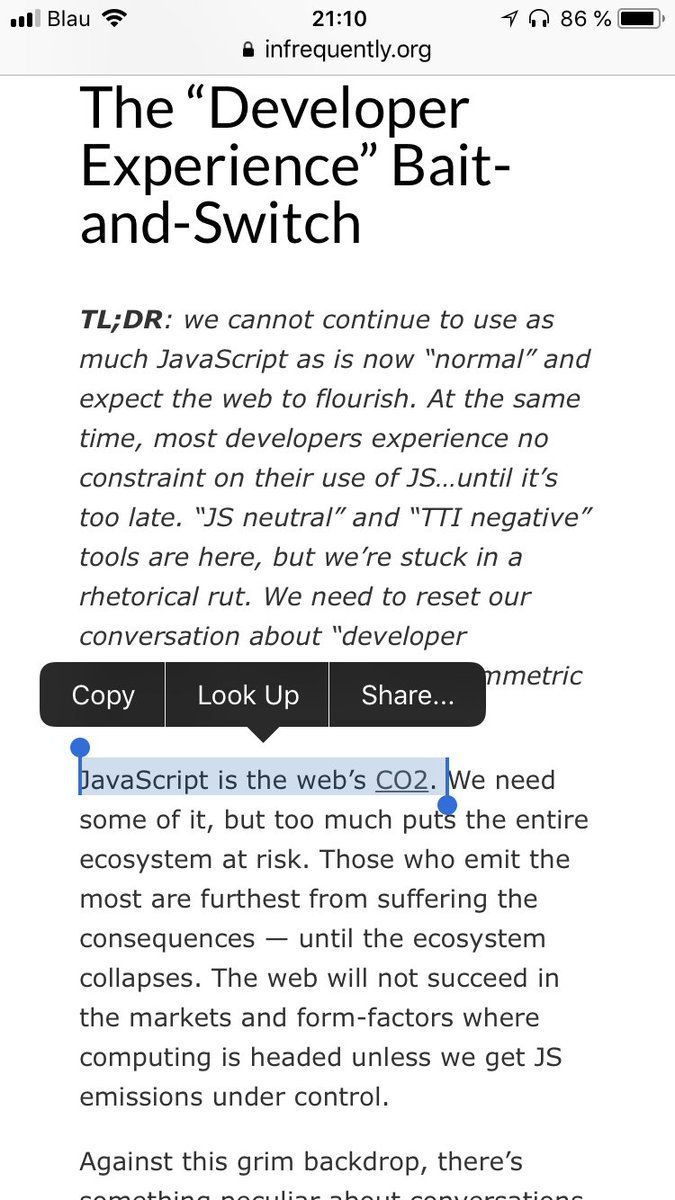 Blau 21:10 86 %
infrequently.org
The “Developer
Experience” Bait-
and-Switch
TL;DR: we cannot continue to use as
much JavaScript as is now “normal” and
expect the web to flourish. At the same
time, most developers experience no
constraint on their use of JS…until it’s
too late. “JS neutral” and “TTI negative”
tools are here, but we’re stuck in a
rhetorical rut. We need to reset our
conversation about “developer
Copy Look Up Share...
JavaScript is the web’s CO2. We need
some of it, but too much puts the entire
ecosystem at risk. Those who emit the
most are furthest from suffering the
consequences — until the ecosystem
collapses. The web will not succeed in
the markets and form-factors where
computing is headed unless we get JS
emissions under control.
Against this grim backdrop, there’s
something peculiar about conversations